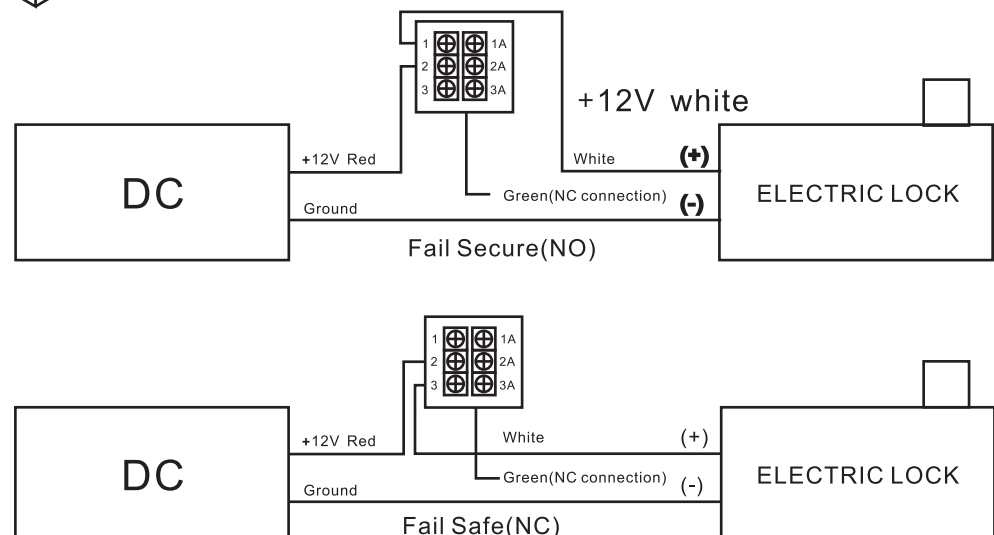 1 1A
2 2A
3 3A
+12V white
+12V Red
White (+)
DC
ELECTRIC LOCK
Green(NC connection) (-)
Ground
Fail Secure(NO)
1 1A
2 2A
3 3A
+12V Red
White (+)
DC
ELECTRIC LOCK
Green(NC connection) (-)
Ground
Fail Safe(NC)